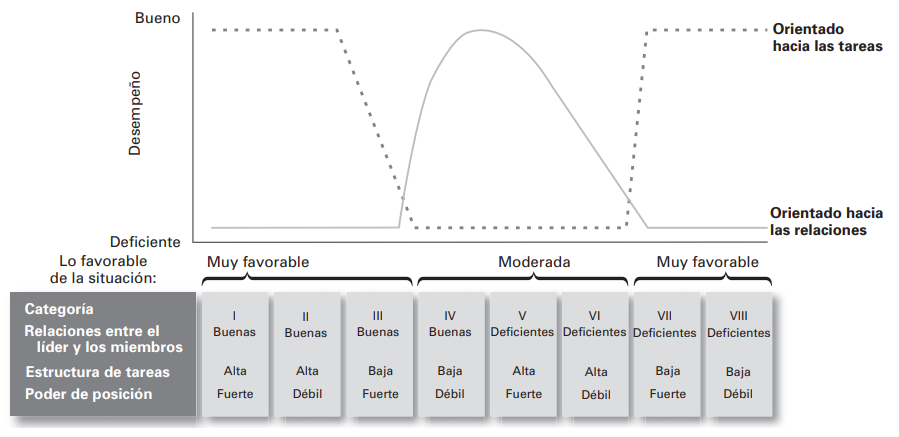 Bueno
Orientado
hacia las tareas
Desempeño
Orientado hacia
las relaciones
Deficiente
Lo favorable
de la situación:
Muy favorable
Moderada
Muy favorable
Categoría I II III IV V VI VII VIII
Relaciones entre el
líder y los miembros Buenas Buenas Buenas Buenas Deficientes Deficientes Deficientes Deficientes
Estructura de tareas Alta Alta Baja Baja Alta Alta Baja Baja
Poder de posición Fuerte Débil Fuerte Débil Fuerte Débil Fuerte Débil